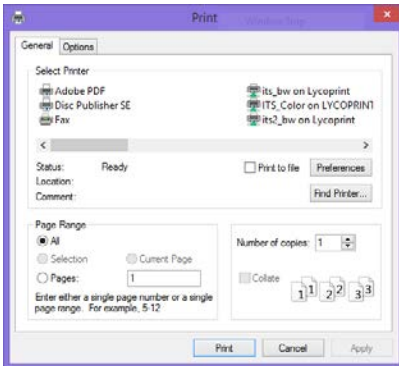 Print
General Options
Select Printer
Adobe PDF
Disc Publisher SE
Fax
its_bw on Lycoprint
ITS_Color on LYCOPRINT
its2_bw on Lycoprint
Status: Ready
Location:
Comment:
Print to file
Preferences
Find Printer...
Page Range
All
Selection Current Page
Pages: 1
Enter either a single page number or a single
page range. For example, 5-12
Number of copies: 1
Collate
1 1 2 2 3 3
Print Cancel Apply